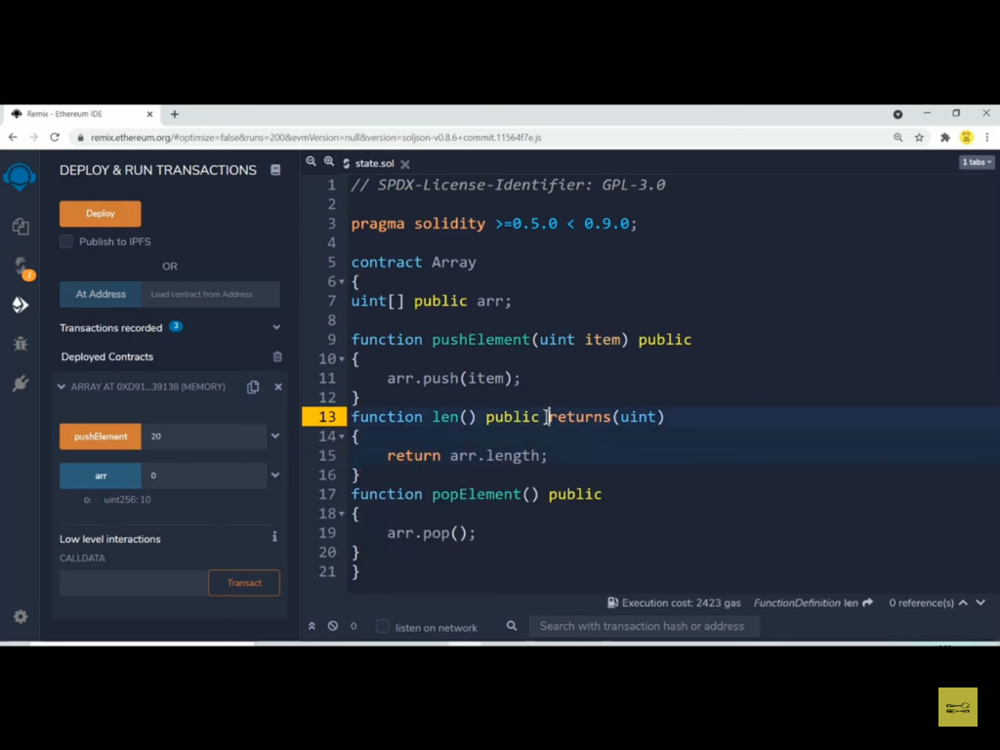 Remix - Ethereum IDE
remix.ethereum.org/#optimize=false&runs=200&evmVersion=null&version=soljson-v0.8.6+commit.11564f7e.js
DEPLOY & RUN TRANSACTIONS
Deploy
Publish to IPFS
OR
At Address Load contract from Address
Transactions recorded 3
Deployed Contracts
ARRAY AT 0XD91...39138 (MEMORY)
pushElement 20
arr 0
0: uint256: 10
Low level interactions
CALLDATA
Transact
state.sol
1 tabs
1 // SPDX-License-Identifier: GPL-3.0
2
3 pragma solidity >=0.5.0 < 0.9.0;
4
5 contract Array
6 {
7 uint[] public arr;
8
9 function pushElement(uint item) public
10 {
11 arr.push(item);
12 }
13 function len() public returns(uint)
14 {
15 return arr.length;
16 }
17 function popElement() public
18 {
19 arr.pop();
20 }
21 }
Execution cost: 2423 gas FunctionDefinition len 0 reference(s)
0 listen on network Search with transaction hash or address